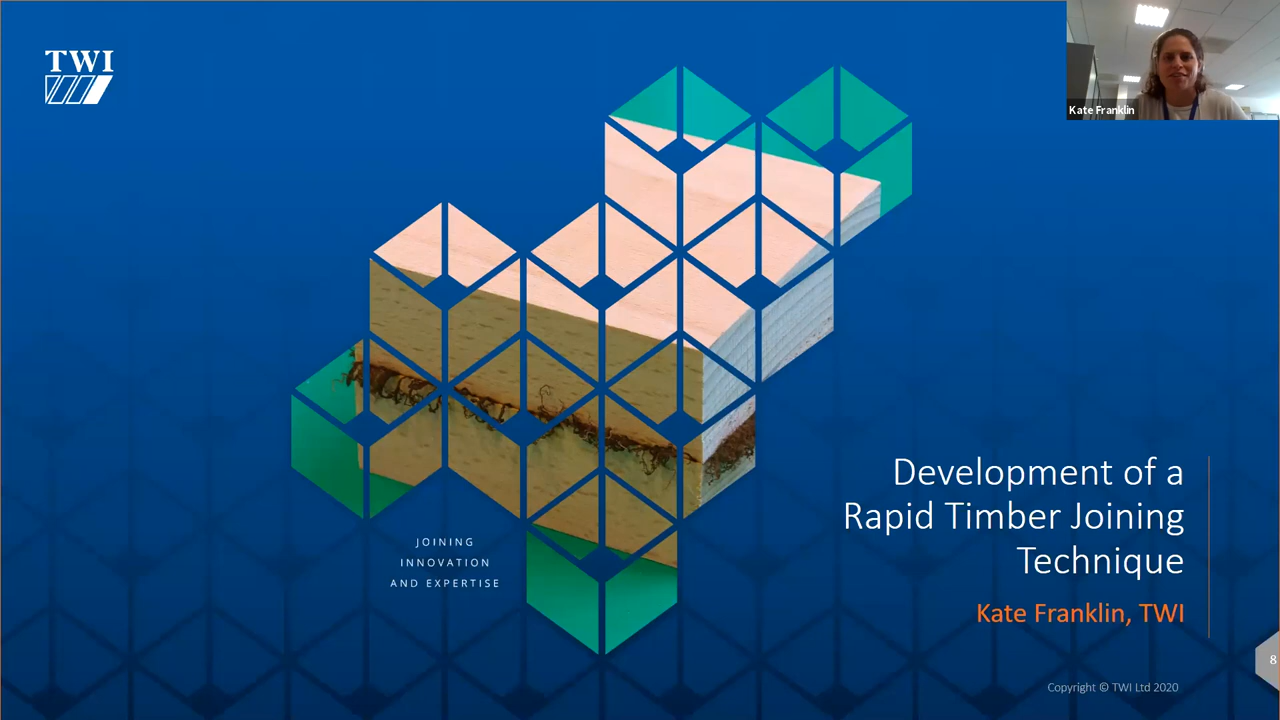 TWI
Kate Franklin
JOINING
INNOVATION
AND EXPERTISE
Development of a
Rapid Timber Joining
Technique
Kate Franklin, TWI
8
Copyright © TWI Ltd 2020